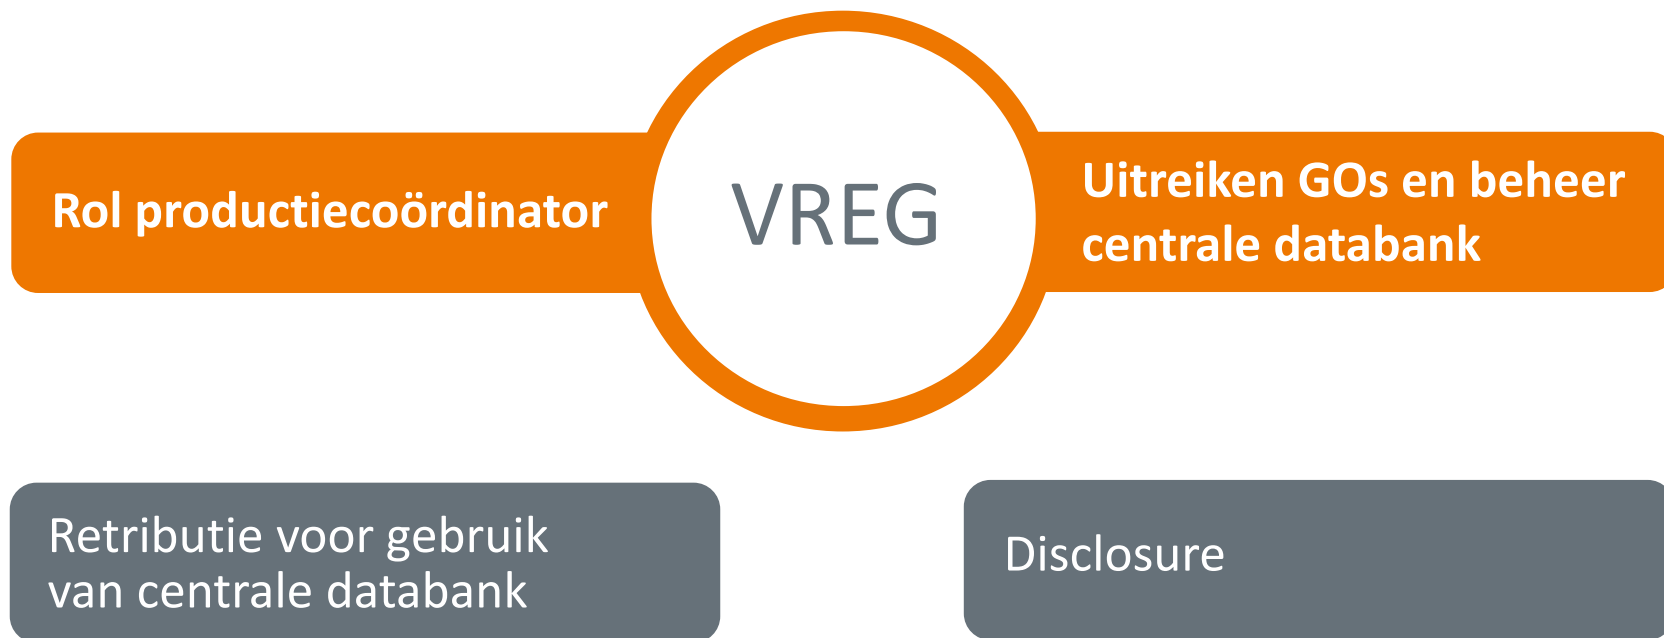 Rol productiecoördinator
VREG
Uitreiken GOs en beheer
centrale databank
Retributie voor gebruik
van centrale databank
Disclosure